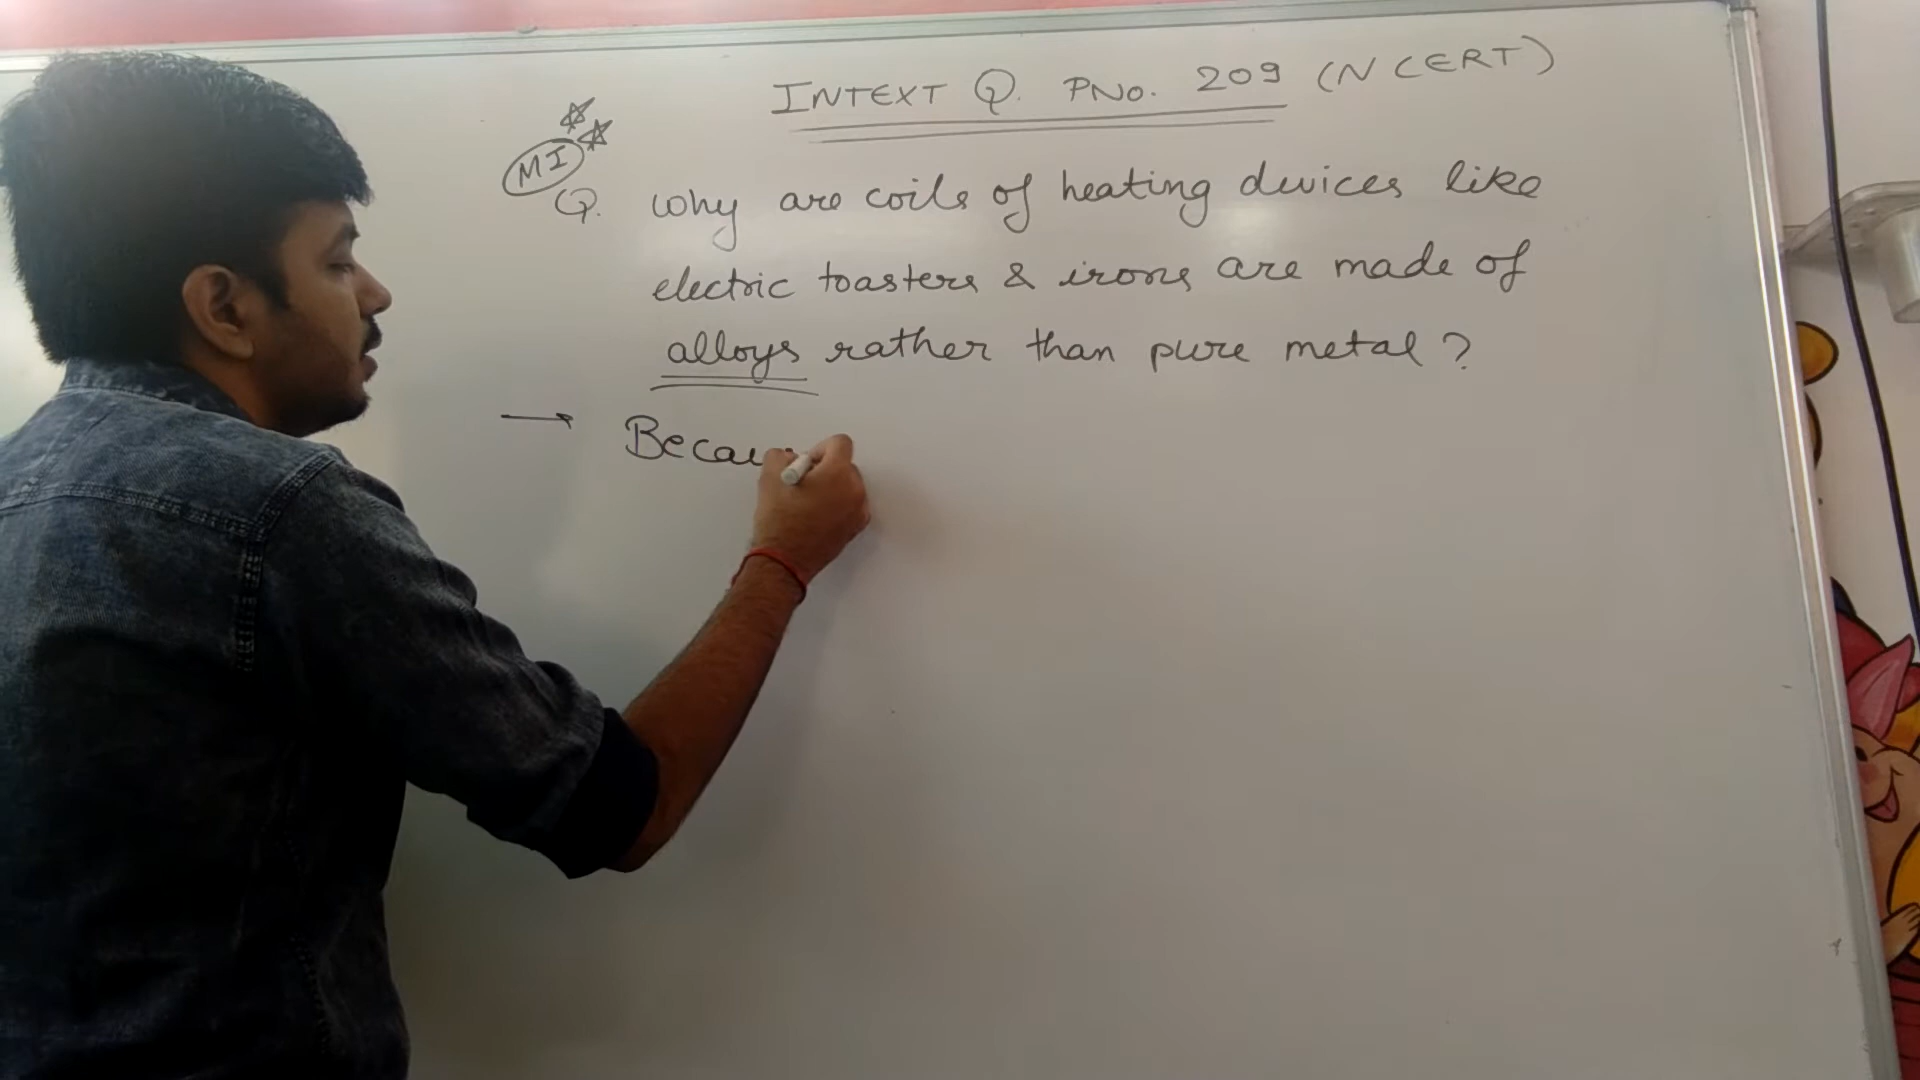 INTEXT Q. PNo. 209 (NCERT)
MI
Q. why are coils of heating devices like
electric toasters & irons are made of
alloys rather than pure metal?
→ Becau